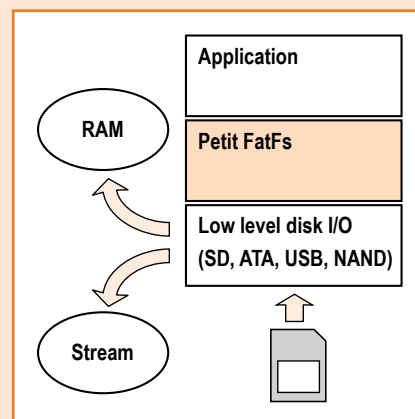 Application
RAM
Petit FatFs
Low level disk I/O
(SD, ATA, USB, NAND)
Stream